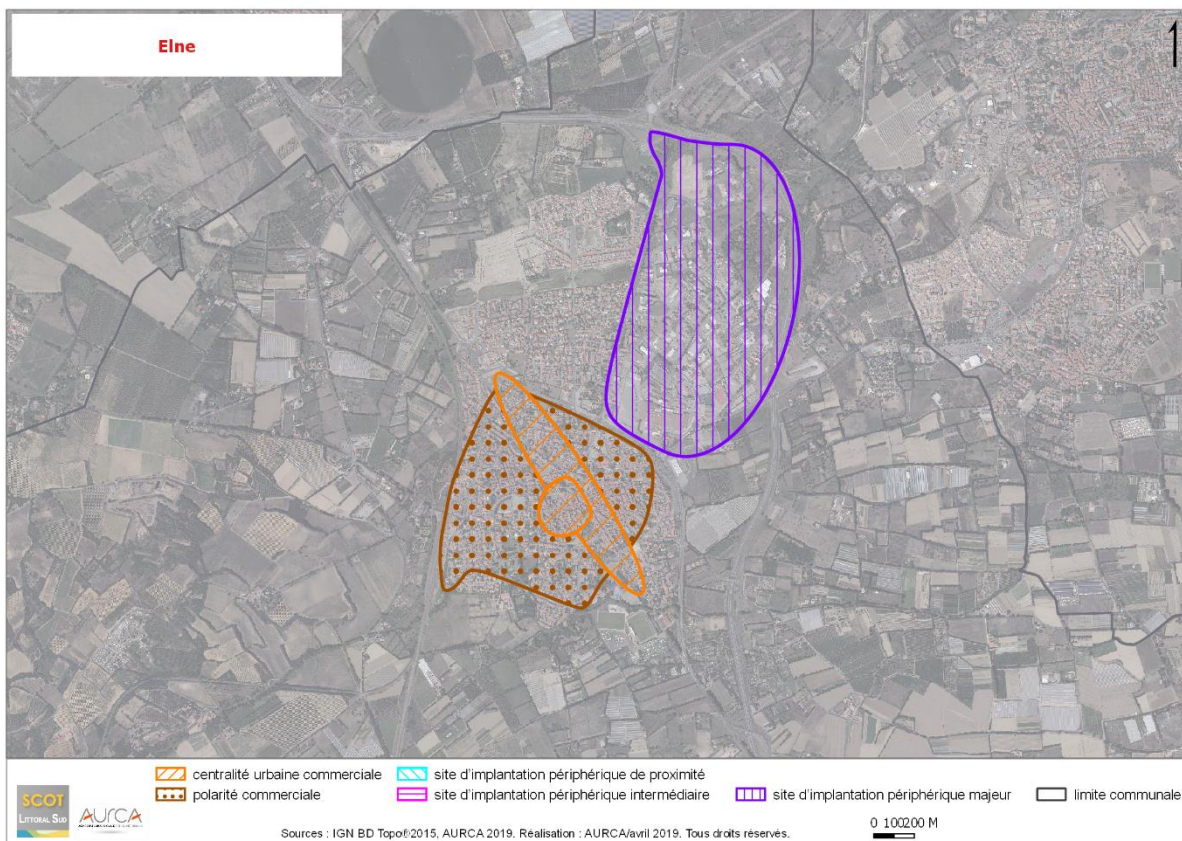 Elne
centralité urbaine commerciale
site d'implantation périphérique de proximité
polarité commerciale
site d'implantation périphérique intermédiaire
site d'implantation périphérique majeur
limite communale
SCOT
LITTORAL SUD
AURCA
Sources : IGN BD Topo®2015, AURCA 2019. Réalisation : AURCA/avril 2019. Tous droits réservés.
0 100200 M